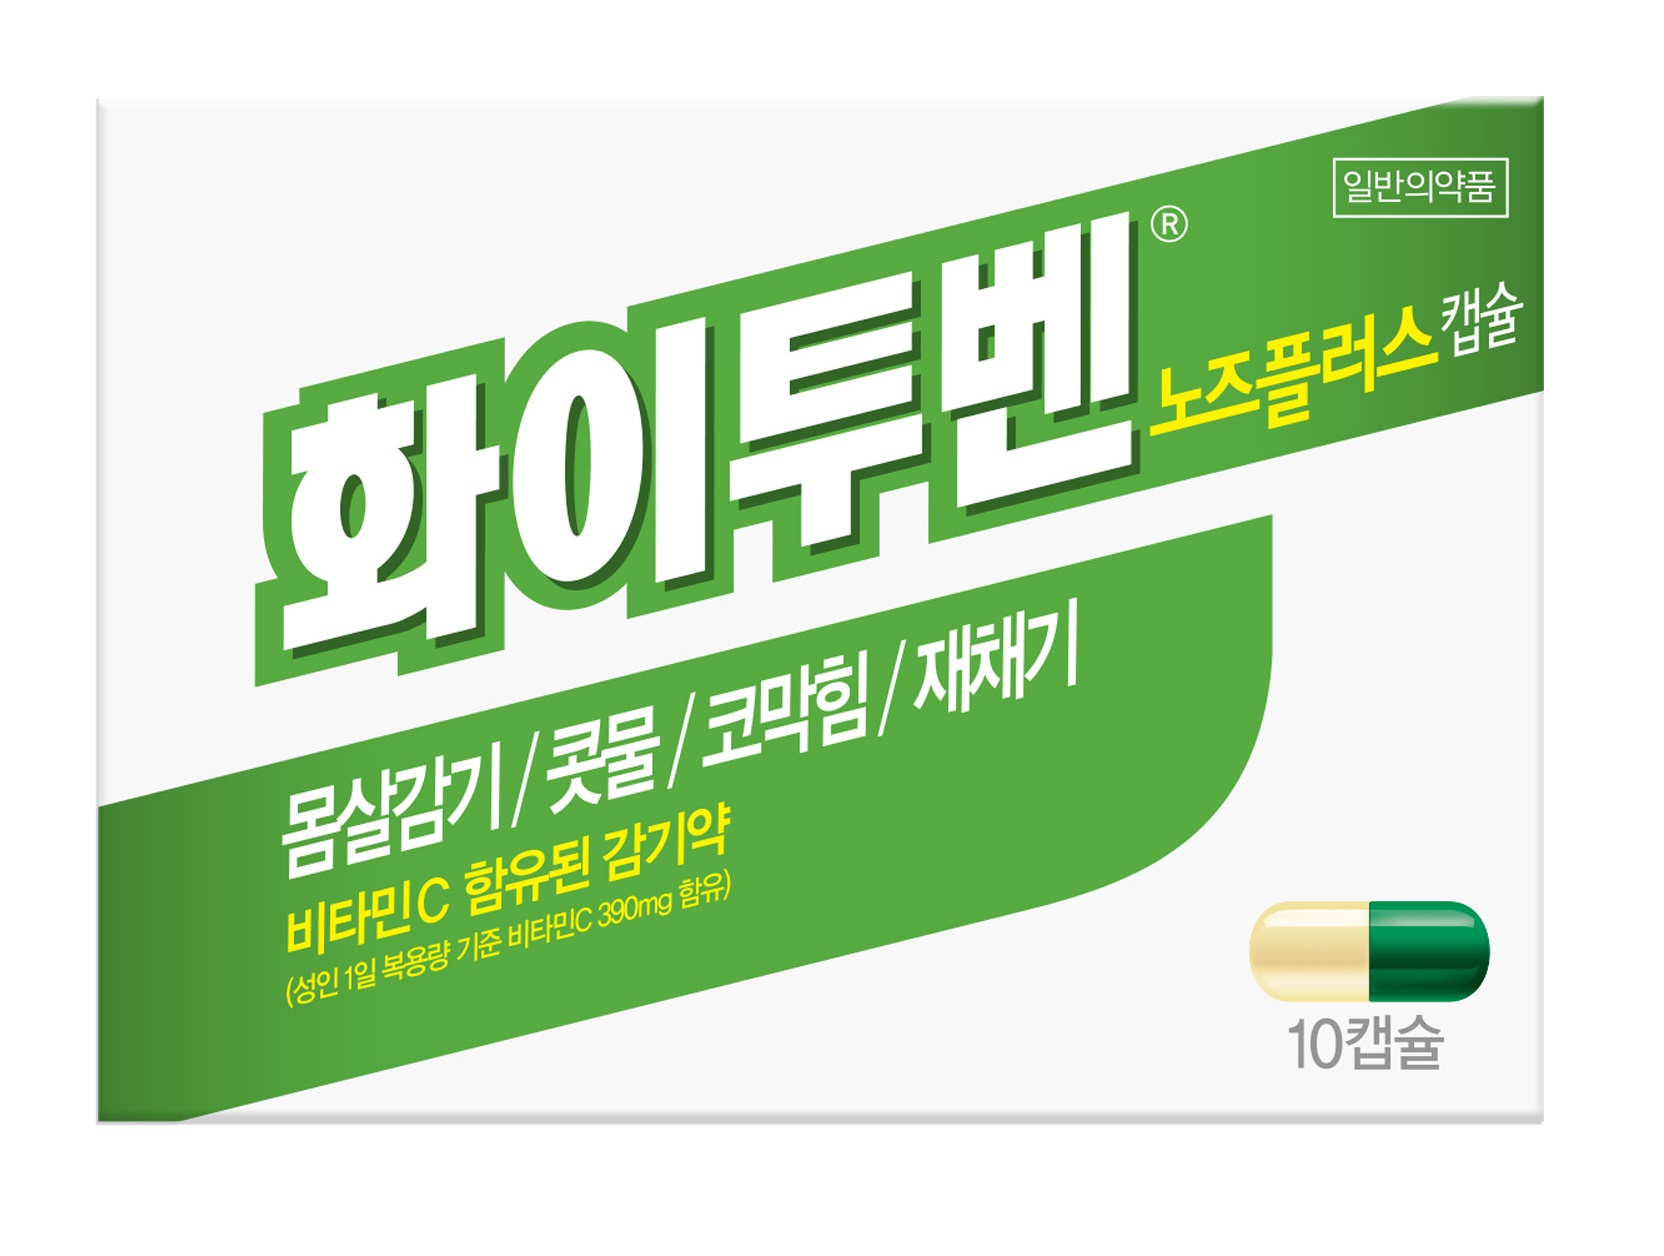 일반의약품
화이투벤®
노즈플러스 캡슐
몸살감기/콧물/코막힘/재채기
비타민C 함유된 감기약
(성인 1일 복용량 기준 비타민C 390mg 함유)
10캡슐